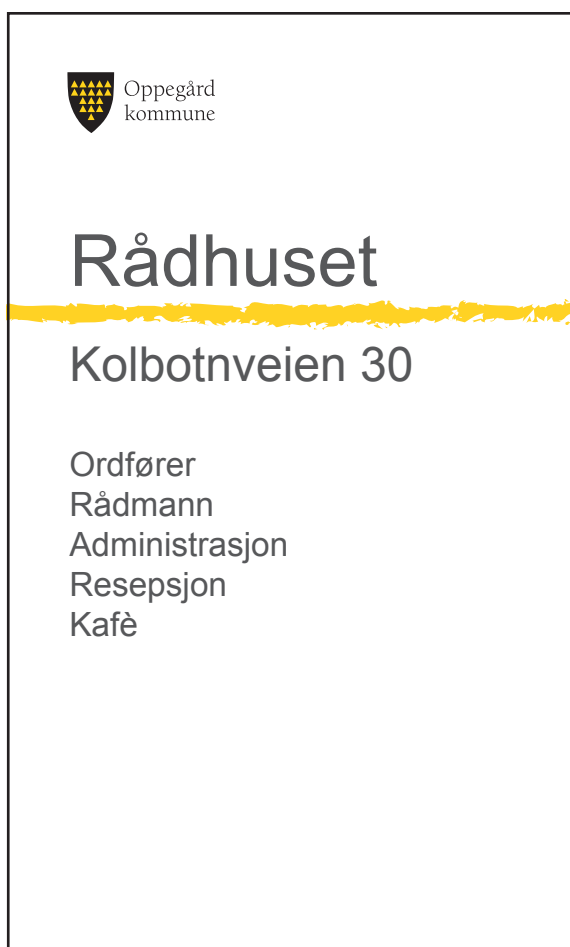 Oppegård
kommune
Rådhuset
Kolbotnveien 30
Ordfører
Rådmann
Administrasjon
Resepsjon
Kafè